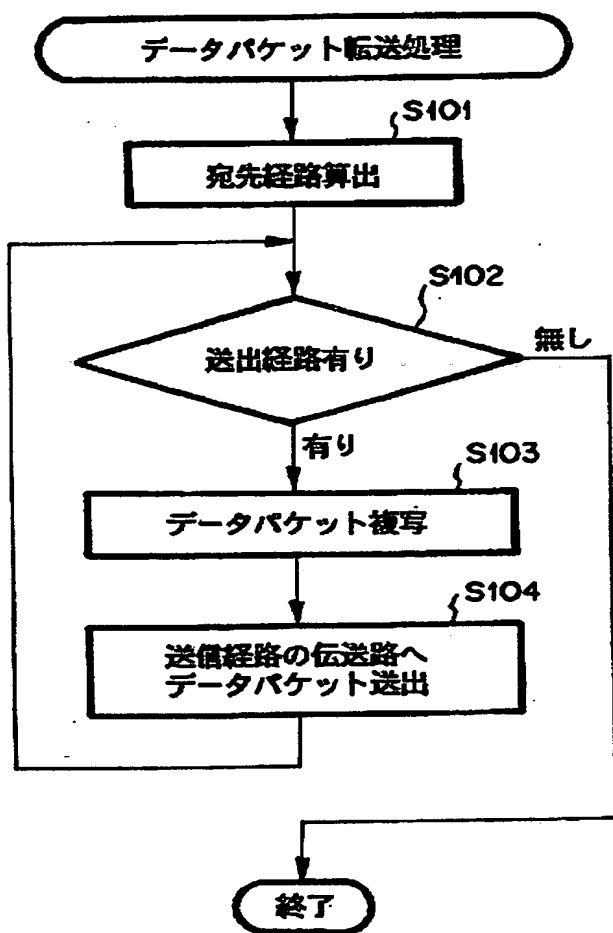 データパケット転送処理
S101
宛先経路算出
S102
送出経路有り
無し
有り
S103
データパケット複写
S104
送信経路の伝送路へ
データパケット送出
終了